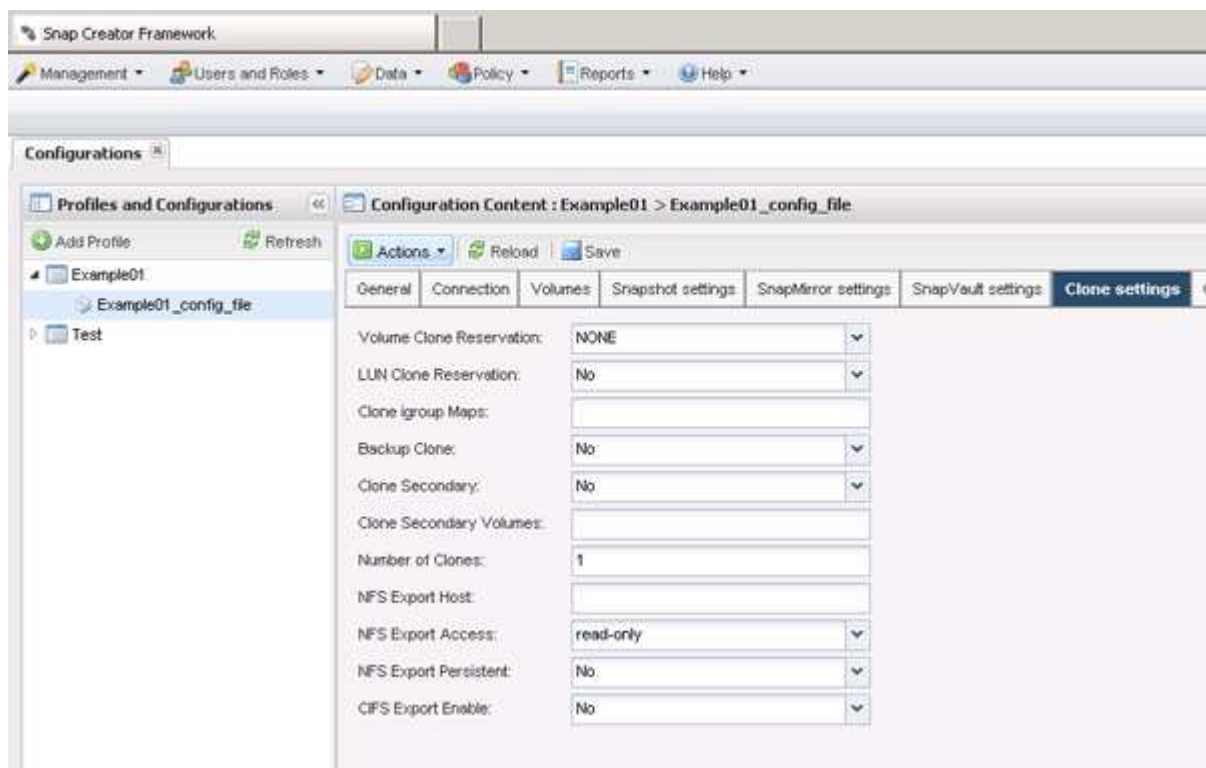 Snap Creator Framework
Management Users and Roles Data Policy Reports Help
Configurations
Profiles and Configurations
Configuration Content : Example01 > Example01_config_file
Add Profile Refresh
Actions Reload Save
Example01
Example01_config_file
Test
General Connection Volumes Snapshot settings SnapMirror settings SnapVault settings Clone settings
Volume Clone Reservation: NONE
LUN Clone Reservation: No
Clone igroup Maps:
Backup Clone: No
Clone Secondary: No
Clone Secondary Volumes:
Number of Clones: 1
NFS Export Host:
NFS Export Access: read-only
NFS Export Persistent: No
CIFS Export Enable: No